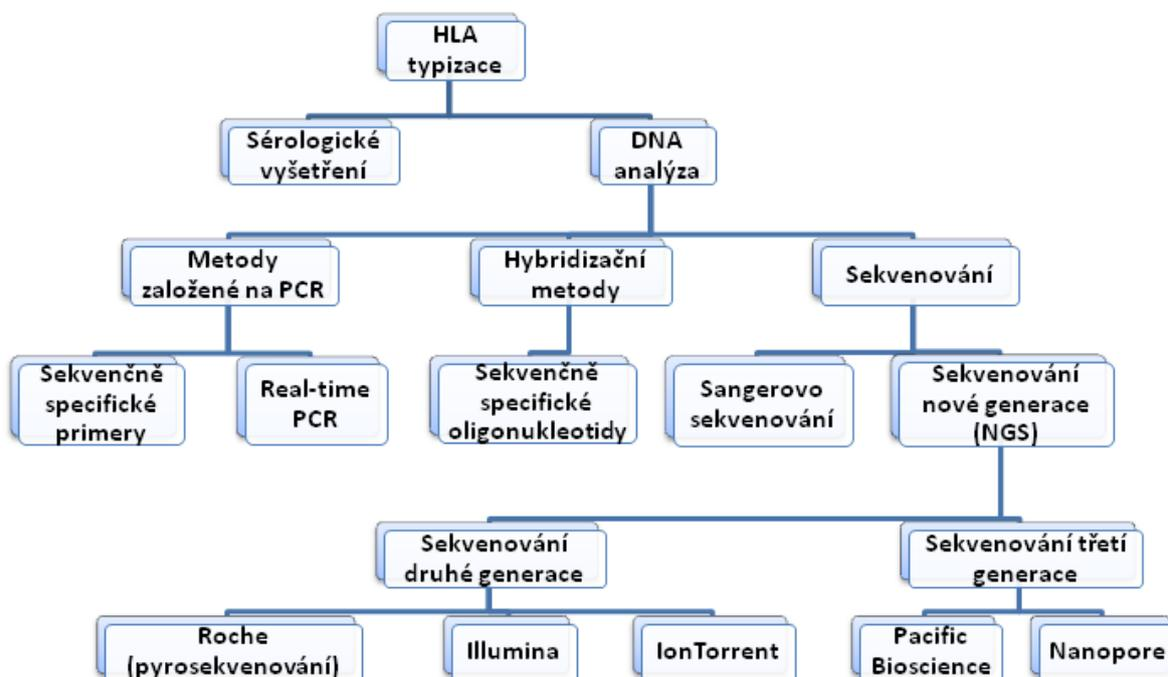 HLA
typizace
Sérologické
vyšetření
DNA
analýza
Metody
založené na PCR
Hybridizační
metody
Sekvenování
Sekvenčně
specifické
primery
Real-time
PCR
Sekvenčně
specifické
oligonukleotidy
Sangerovo
sekvenování
Sekvenování
nové generace
(NGS)
Sekvenování
druhé generace
Sekvenování třetí
generace
Roche
(pyrosekvenování)
Illumina
IonTorrent
Pacific
Bioscience
Nanopore